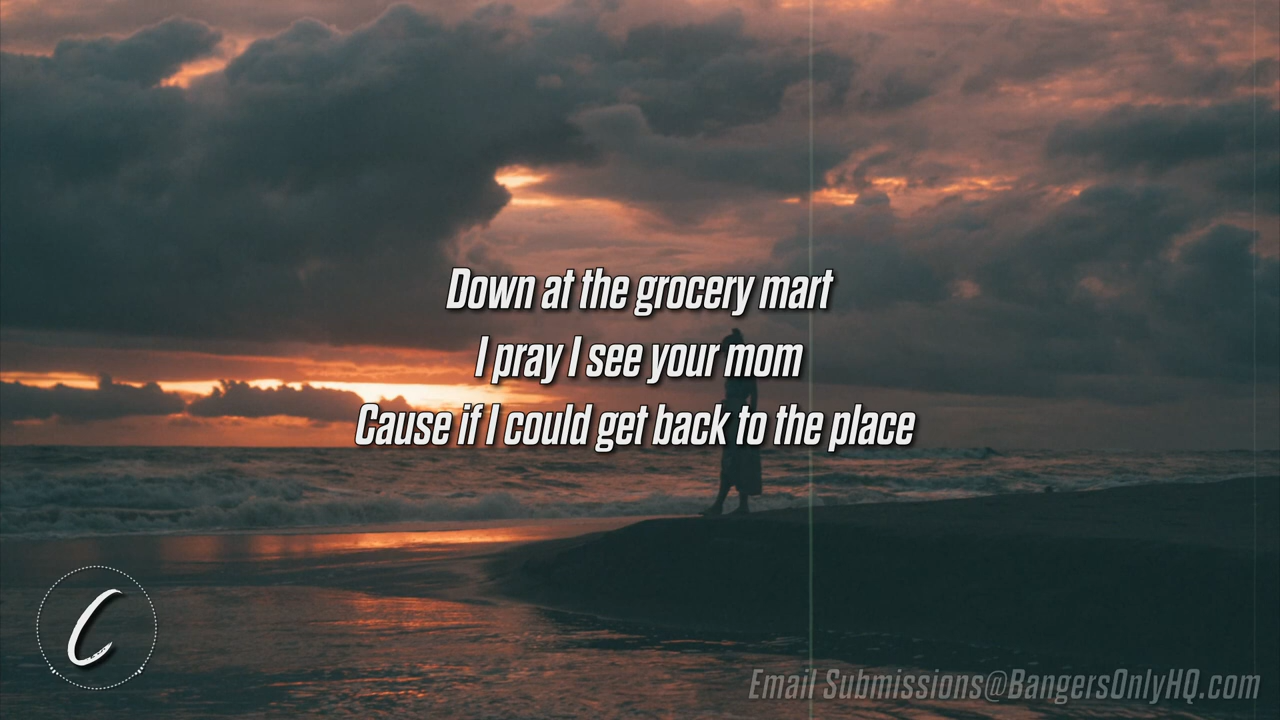 Down at the grocery mart
I pray I see your mom
Cause if I could get back to the place
C
Email Submissions@BangersOnlyHQ.com